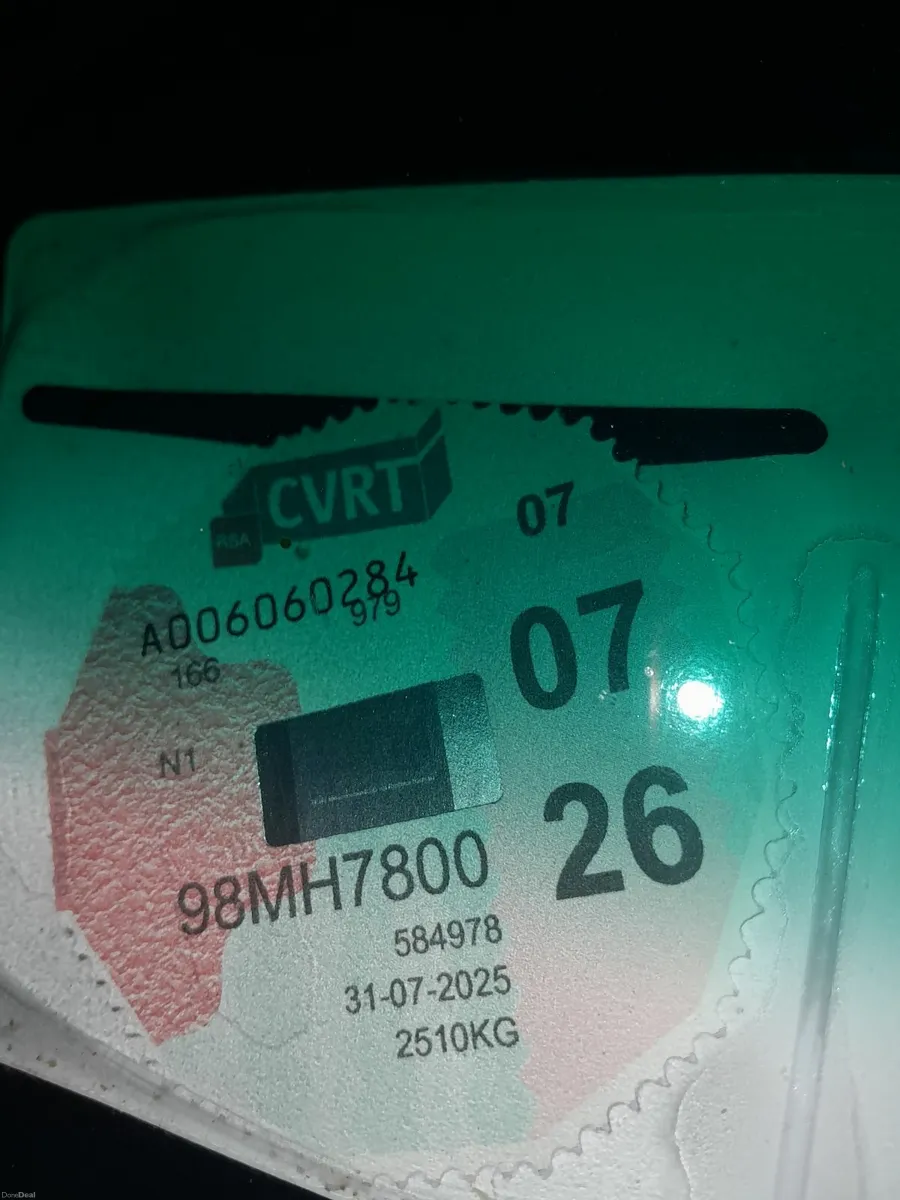 CVRT
RSA
07
A006060284
979
07
166
N1
26
98MH7800
584978
31-07-2025
2510KG
DoneDeal